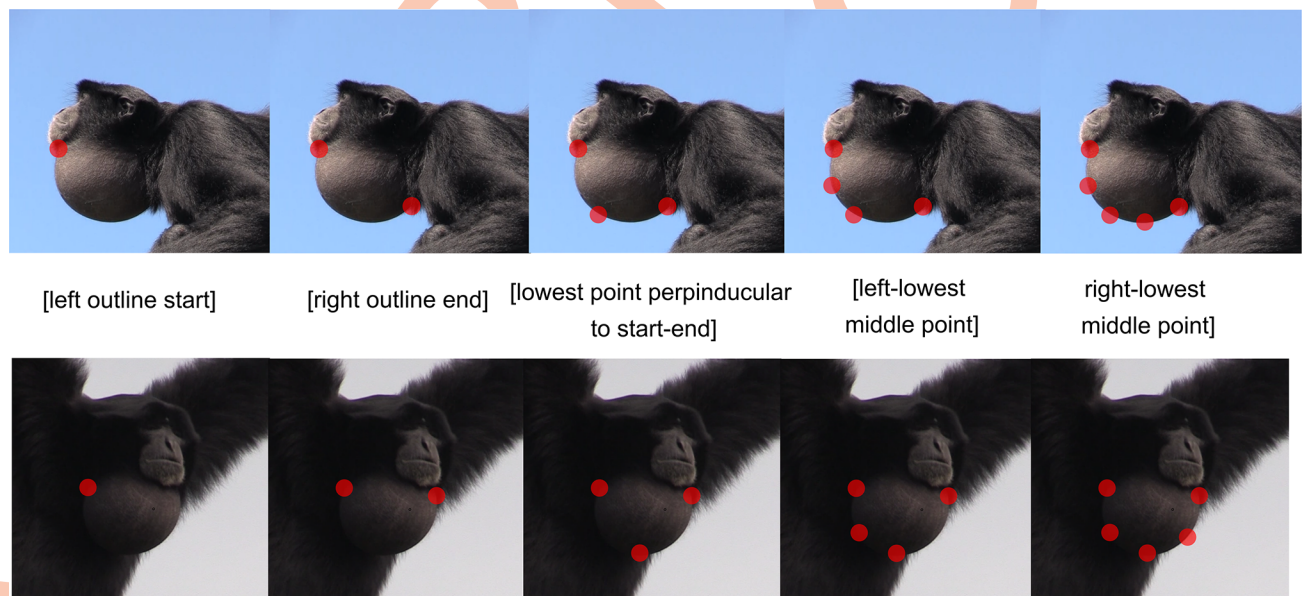 [left outline start]
[right outline end]
[lowest point perpinducular
to start-end]
[left-lowest
middle point]
right-lowest
middle point]